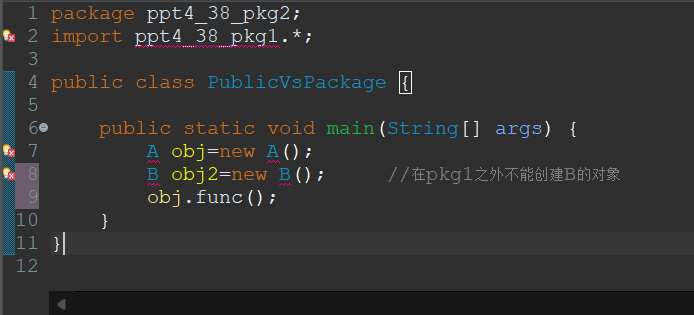 1 package ppt4_38_pkg2;
2 import ppt4_38_pkg1.*;
3
4 public class PublicVsPackage {
5
6 public static void main(String[] args) {
7 A obj=new A();
8 B obj2=new B(); //在pkg1之外不能创建B的对象
9 obj.func();
10 }
11 }
12